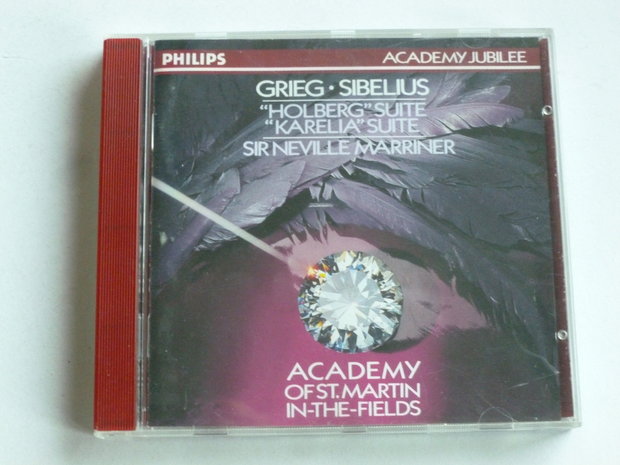 PHILIPS ACADEMY JUBILEE
GRIEG · SIBELIUS
"HOLBERG" SUITE
"KARELIA" SUITE
SIR NEVILLE MARRINER
ACADEMY
OF ST. MARTIN
IN-THE-FIELDS